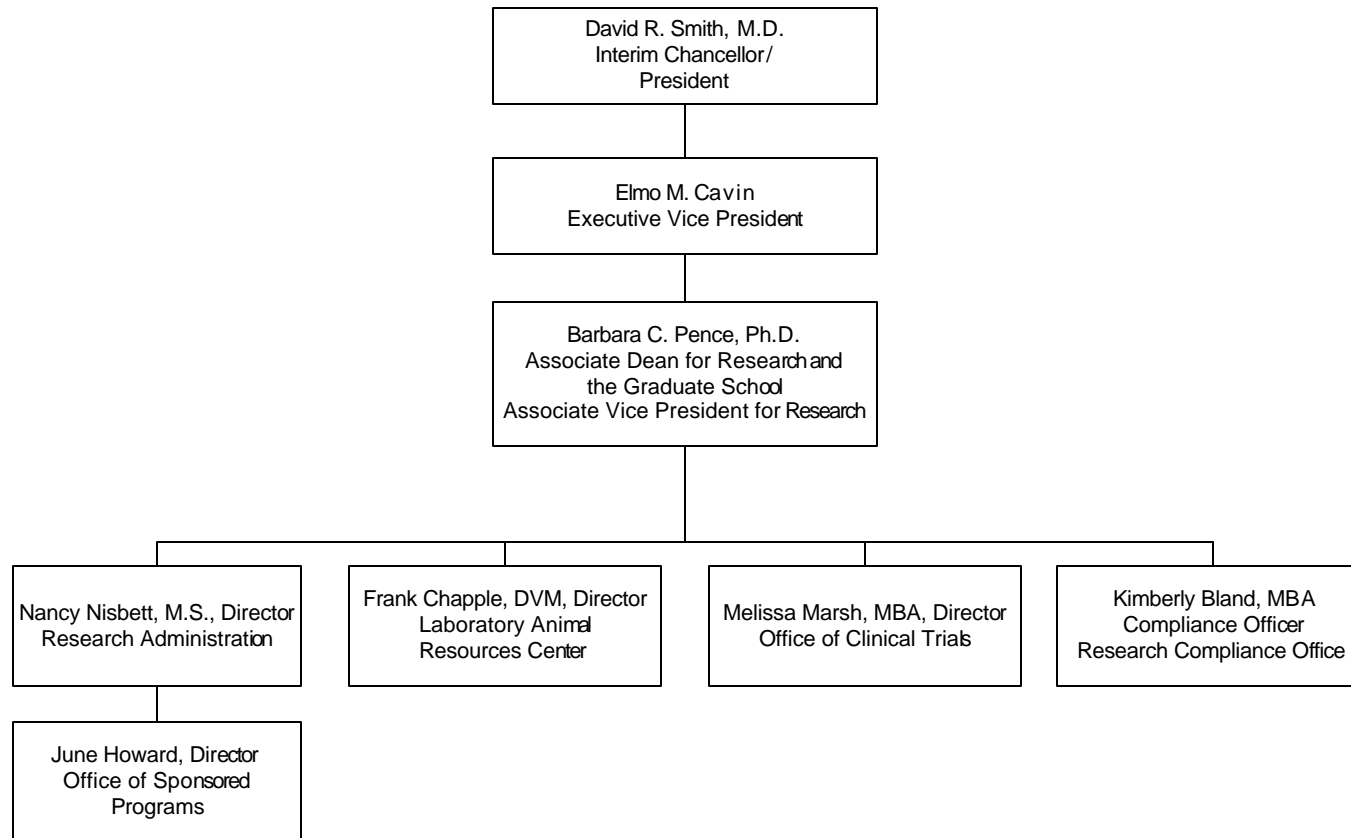 David R. Smith, M.D.
Interim Chancellor/
President
Elmo M. Cavin
Executive Vice President
Barbara C. Pence, Ph.D.
Associate Dean for Research and
the Graduate School
Associate Vice President for Research
Nancy Nisbett, M.S., Director
Research Administration
Frank Chapple, DVM, Director
Laboratory Animal
Resources Center
Melissa Marsh, MBA, Director
Office of Clinical Trials
Kimberly Bland, MBA
Compliance Officer
Research Compliance Office
June Howard, Director
Office of Sponsored
Programs